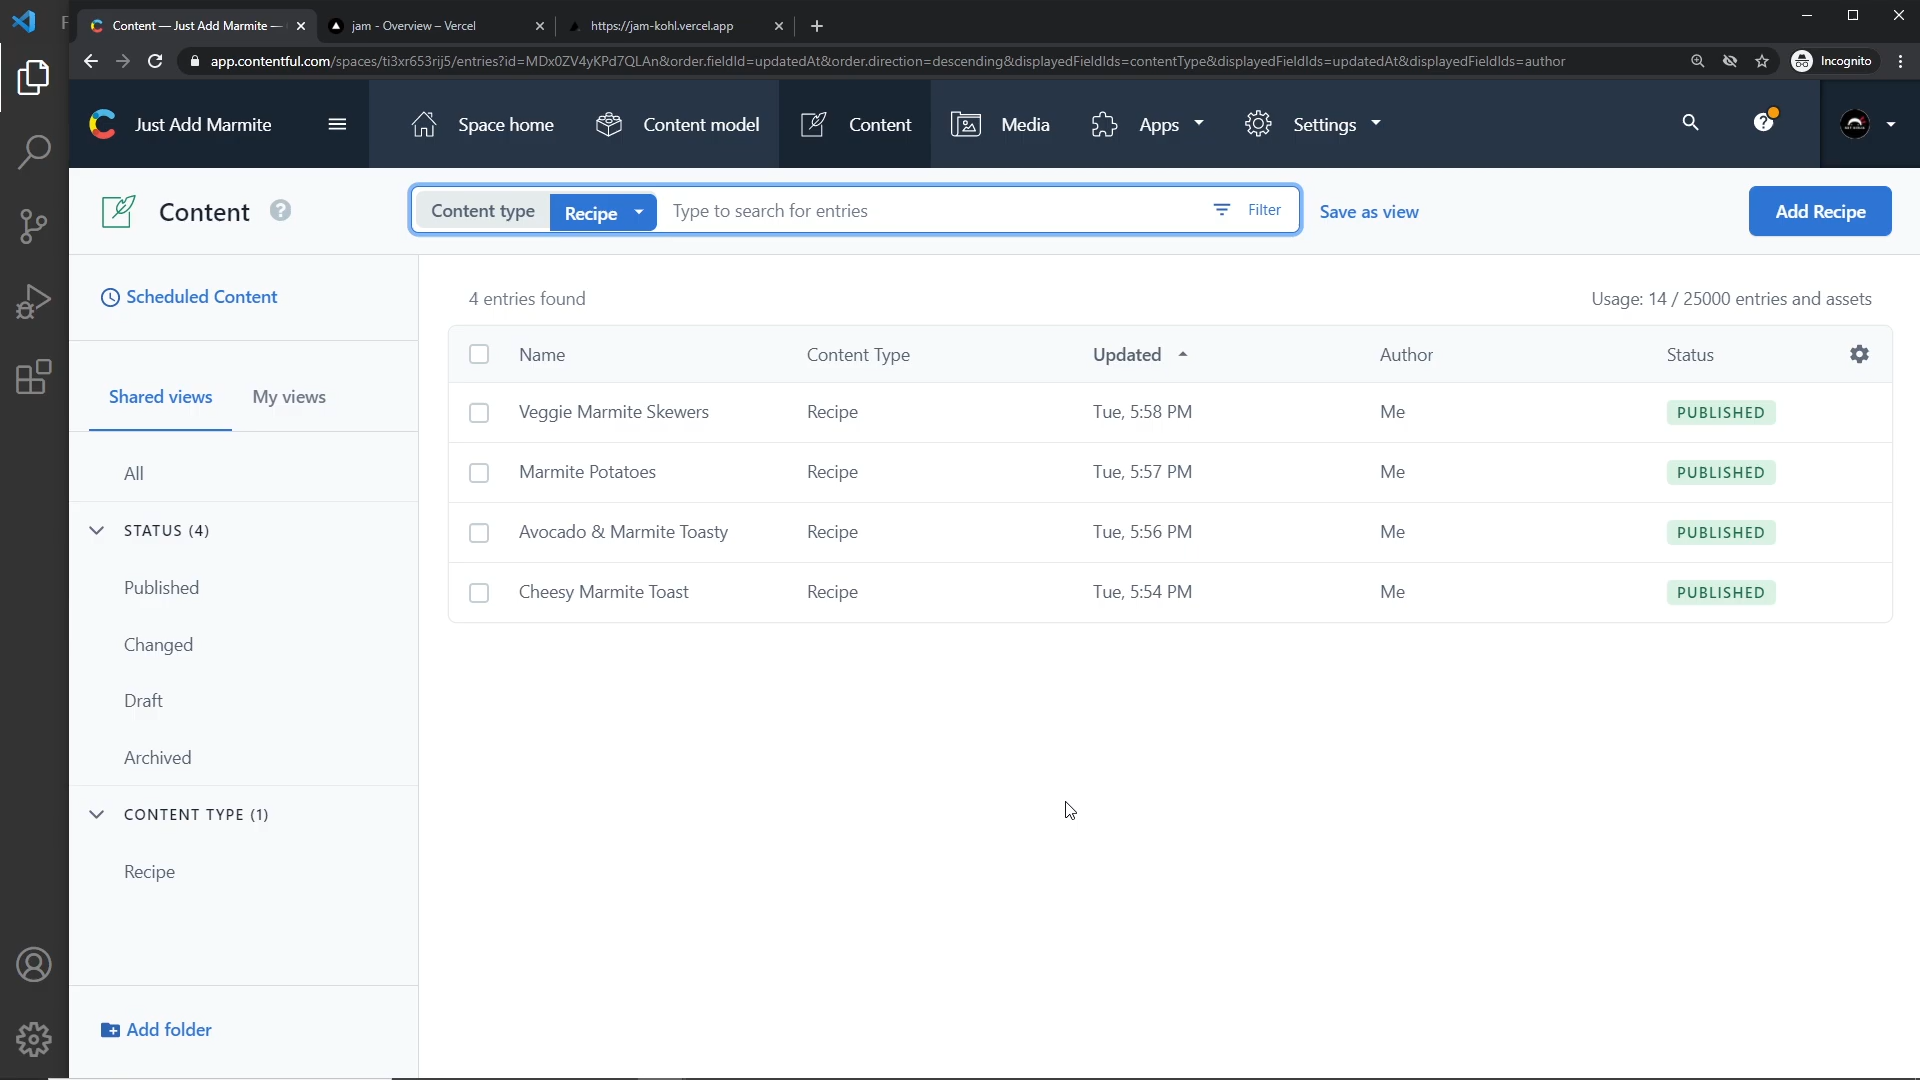 Content — Just Add Marmite —
jam - Overview – Vercel
https://jam-kohl.vercel.app
app.contentful.com/spaces/ti3xr653rij5/entries?id=MDx0ZV4yKPd7QLAn&order.fieldId=updatedAt&order.direction=descending&displayedFieldIds=contentType&displayedFieldIds=updatedAt&displayedFieldIds=author
Incognito
Just Add Marmite
Space home
Content model
Content
Media
Apps
Settings
Content
Content type
Recipe
Type to search for entries
Filter
Save as view
Add Recipe
Scheduled Content
Shared views
My views
All
STATUS (4)
Published
Changed
Draft
Archived
CONTENT TYPE (1)
Recipe
Add folder
4 entries found
Usage: 14 / 25000 entries and assets
Name Content Type Updated Author Status
Veggie Marmite Skewers Recipe Tue, 5:58 PM Me PUBLISHED
Marmite Potatoes Recipe Tue, 5:57 PM Me PUBLISHED
Avocado & Marmite Toasty Recipe Tue, 5:56 PM Me PUBLISHED
Cheesy Marmite Toast Recipe Tue, 5:54 PM Me PUBLISHED